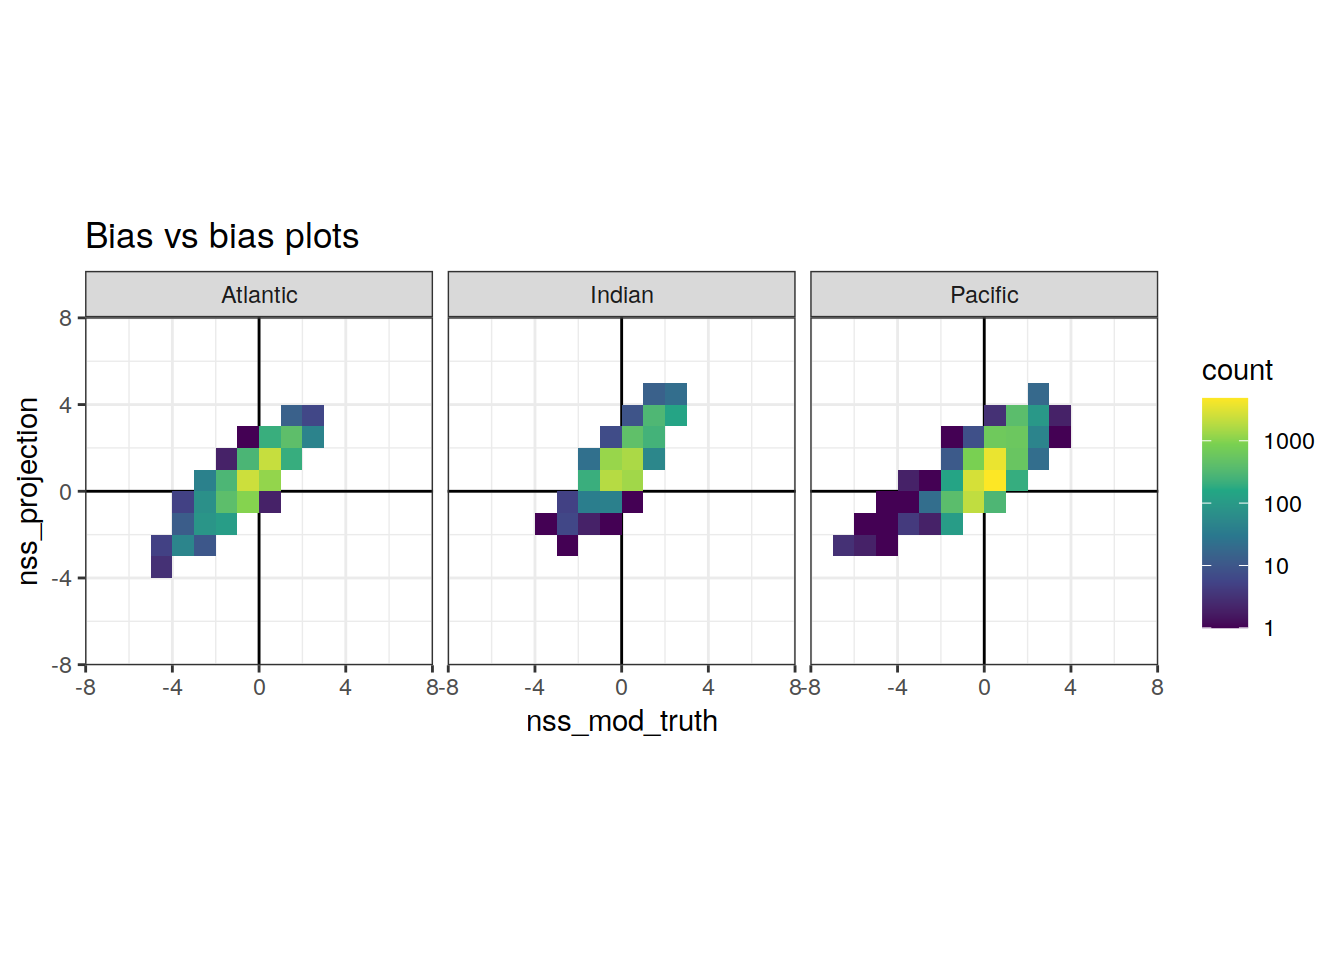 Bias vs bias plots
Atlantic Indian Pacific
8
4
0
-4
-8
nss_projection
-8 -4 0 4 8 -8 -4 0 4 8 -8 -4 0 4 8
nss_mod_truth
count
1000
100
10
1